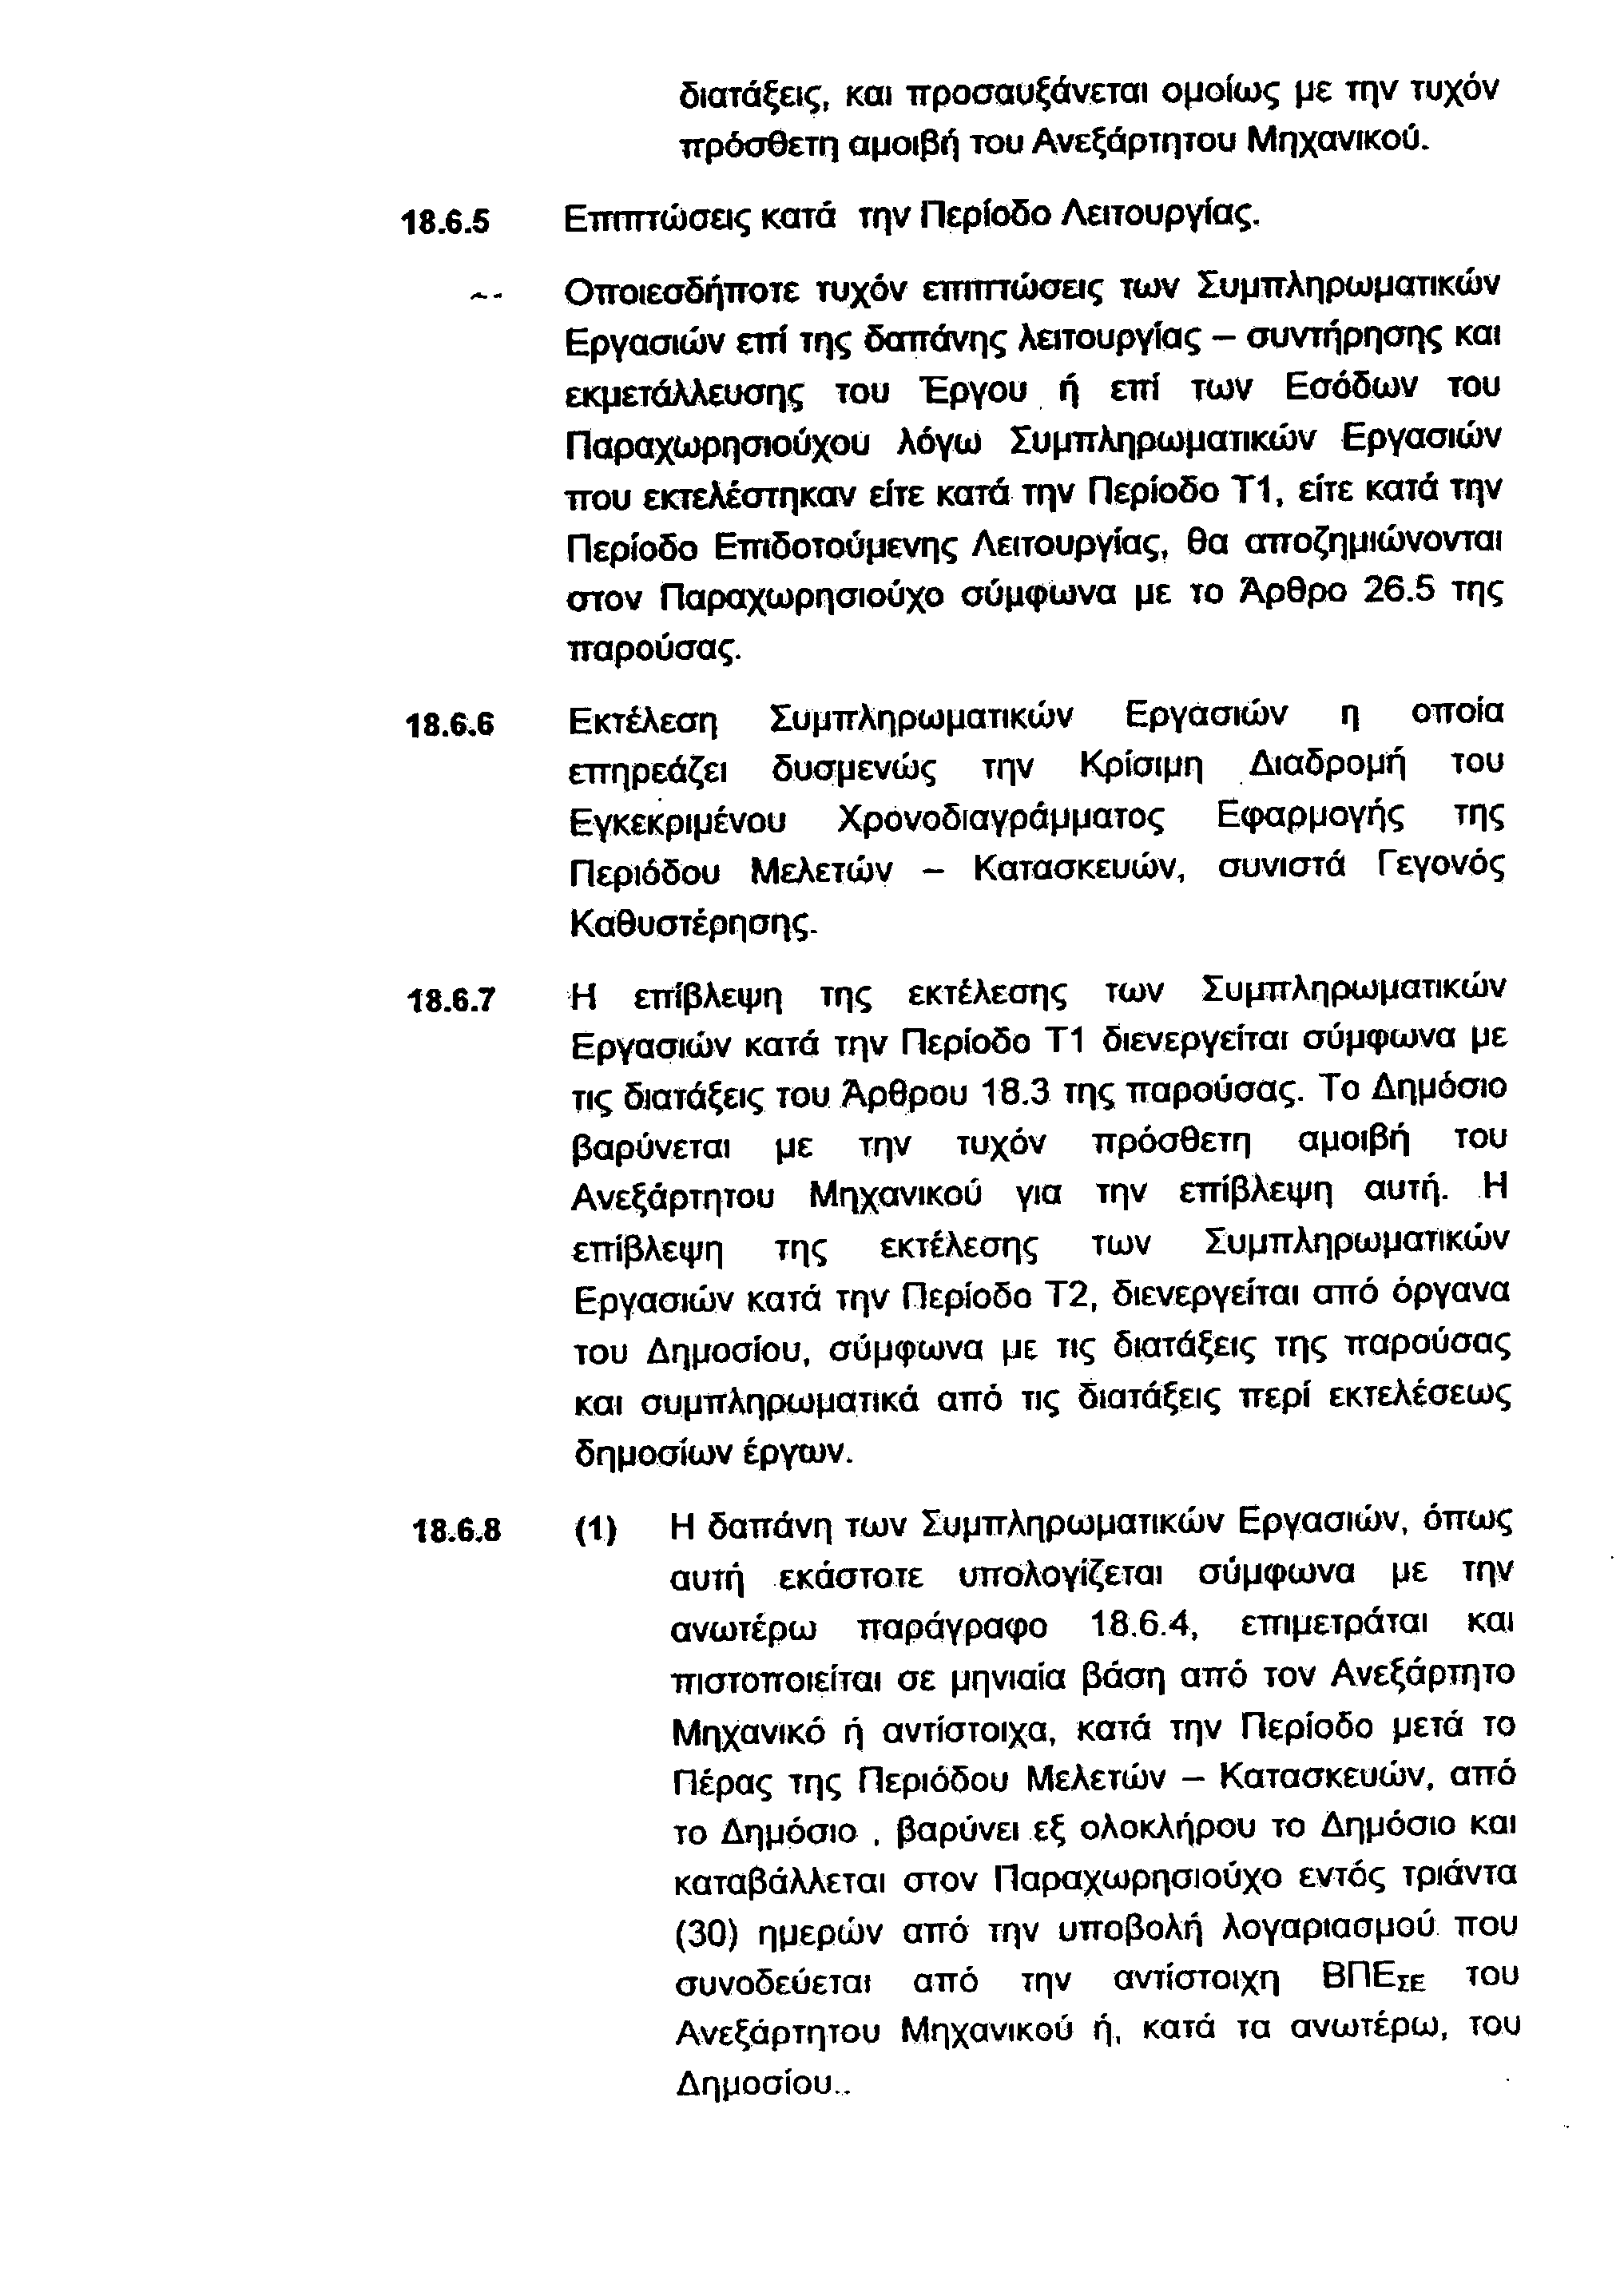 διατάξεις, και προσαυξάνεται ομοίως με την τυχόν
πρόσθετη αμοιβή του Ανεξάρτητου Μηχανικού.
18.6.5 Επιπτώσεις κατά την Περίοδο Λειτουργίας.
Οποιεσδήποτε τυχόν επιπτώσεις των Συμπληρωματικών
Εργασιών επί της δαπάνης λειτουργίας – συντήρησης και
εκμετάλλευσης του Έργου ή επί των Εσόδων του
Παραχωρησιούχου λόγω Συμπληρωματικών Εργασιών
που εκτελέστηκαν είτε κατά την Περίοδο Τ1, είτε κατά την
Περίοδο Επιδοτούμενης Λειτουργίας, θα αποζημιώνονται
στον Παραχωρησιούχο σύμφωνα με το Άρθρο 26.5 της
παρούσας.
18.6.6 Εκτέλεση Συμπληρωματικών Εργασιών η οποία
επηρεάζει δυσμενώς την Κρίσιμη Διαδρομή του
Εγκεκριμένου Χρονοδιαγράμματος Εφαρμογής της
Περιόδου Μελετών – Κατασκευών, συνιστά Γεγονός
Καθυστέρησης.
18.6.7 Η επίβλεψη της εκτέλεσης των Συμπληρωματικών
Εργασιών κατά την Περίοδο Τ1 διενεργείται σύμφωνα με
τις διατάξεις του Άρθρου 18.3 της παρούσας. Το Δημόσιο
βαρύνεται με την τυχόν πρόσθετη αμοιβή του
Ανεξάρτητου Μηχανικού για την επίβλεψη αυτή. Η
επίβλεψη της εκτέλεσης των Συμπληρωματικών
Εργασιών κατά την Περίοδο Τ2, διενεργείται από όργανα
του Δημοσίου, σύμφωνα με τις διατάξεις της παρούσας
και συμπληρωματικά από τις διατάξεις περί εκτελέσεως
δημοσίων έργων.
18.6.8 (1) Η δαπάνη των Συμπληρωματικών Εργασιών, όπως
αυτή εκάστοτε υπολογίζεται σύμφωνα με την
ανωτέρω παράγραφο 18.6.4, επιμετράται και
πιστοποιείται σε μηνιαία βάση από τον Ανεξάρτητο
Μηχανικό ή αντίστοιχα, κατά την Περίοδο μετά το
Πέρας της Περιόδου Μελετών – Κατασκευών, από
το Δημόσιο , βαρύνει εξ ολοκλήρου το Δημόσιο και
καταβάλλεται στον Παραχωρησιούχο εντός τριάντα
(30) ημερών από την υποβολή λογαριασμού που
συνοδεύεται από την αντίστοιχη ΒΠΕΣΕ του
Ανεξάρτητου Μηχανικού ή, κατά τα ανωτέρω, του
Δημοσίου..